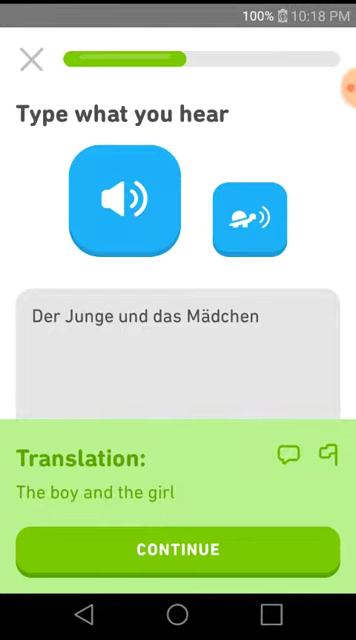 100% 10:18 PM
Type what you hear
Der Junge und das Mädchen
Translation:
The boy and the girl
CONTINUE